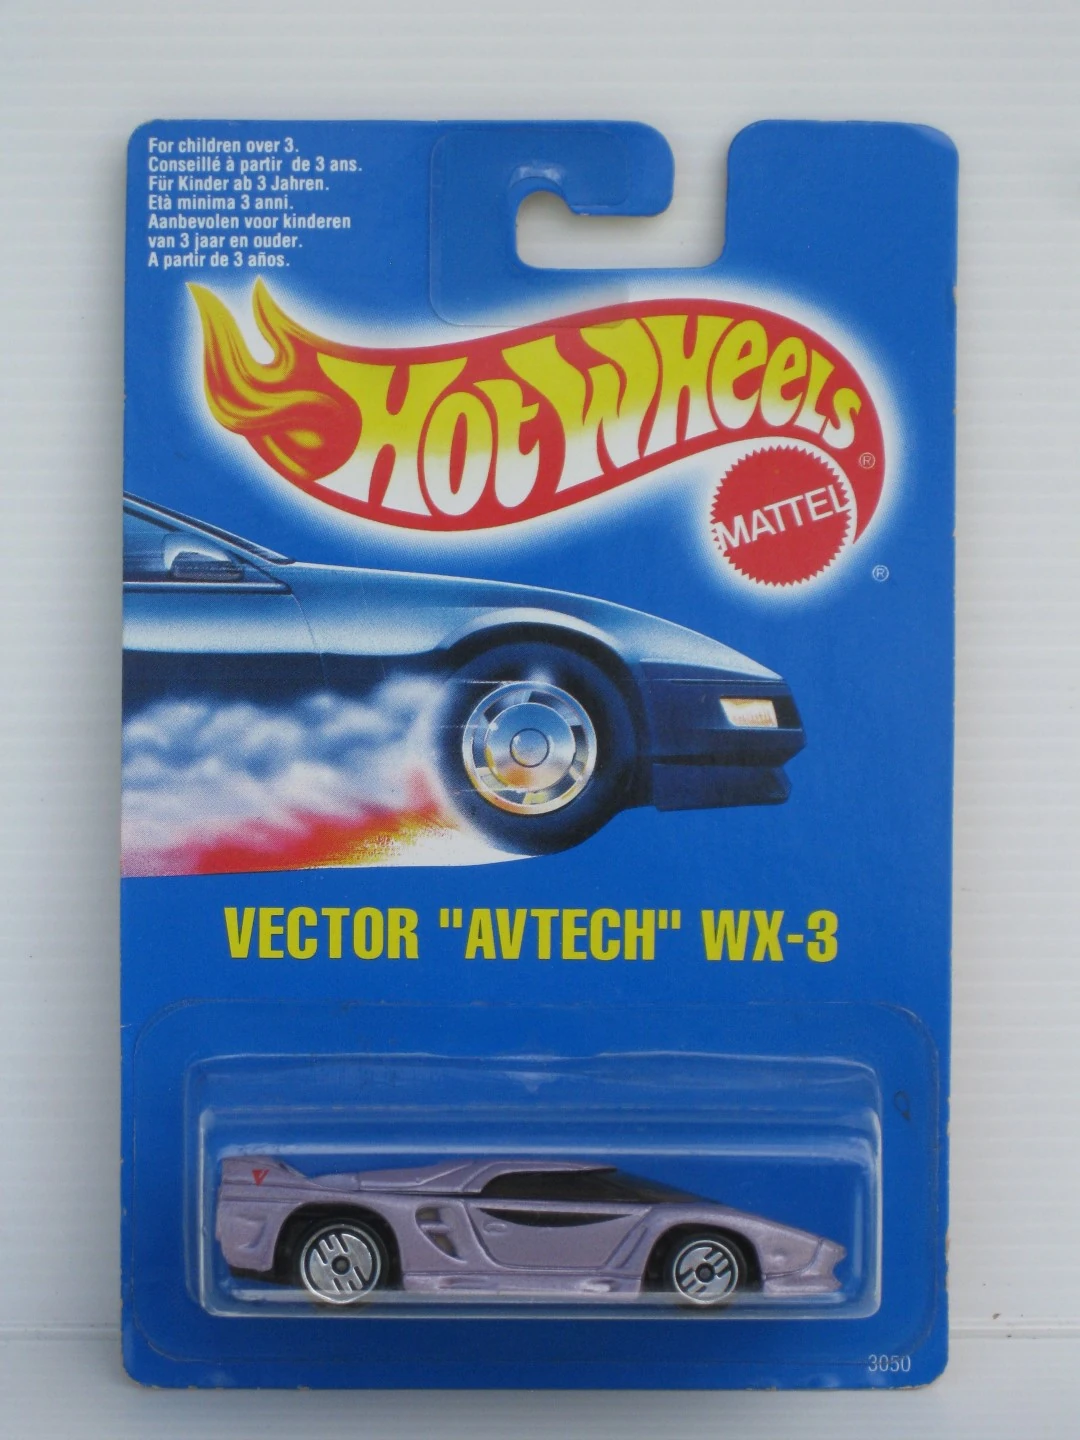 For children over 3.
Conseillé à partir de 3 ans.
Für Kinder ab 3 Jahren.
Età minima 3 anni.
Aanbevolen voor kinderen
van 3 jaar en ouder.
A partir de 3 años.
HOT WHEELS ®
MATTEL
®
VECTOR "AVTECH" WX-3
V
3050